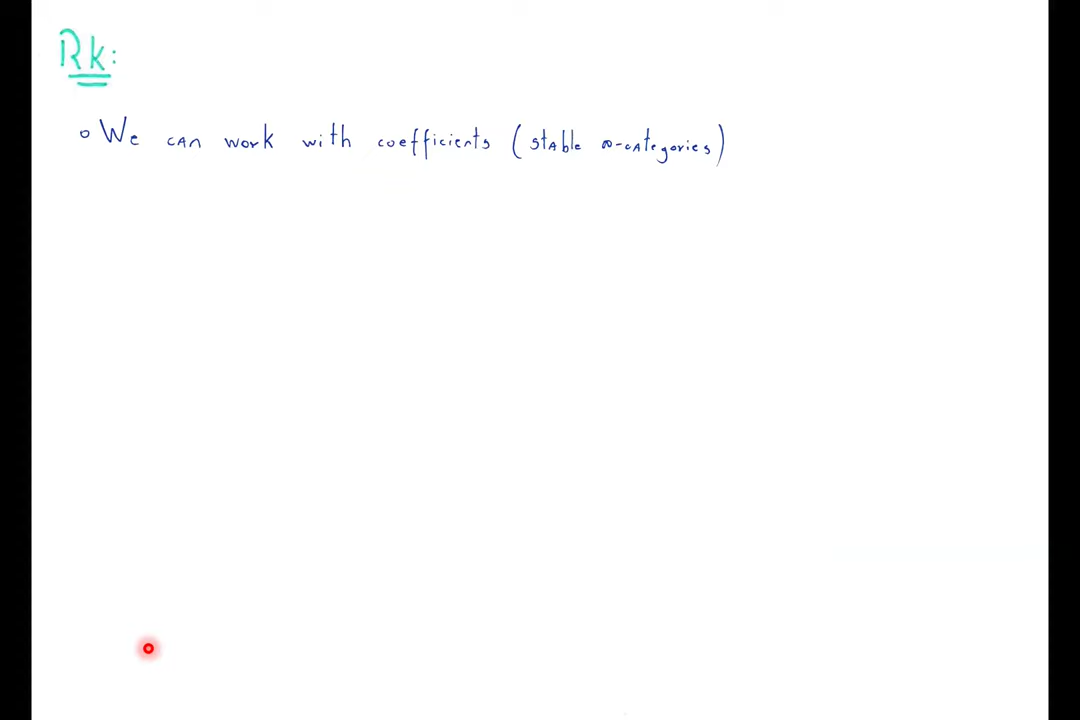 Rk:
∘ We can work with coefficients (stable ∞-categories)